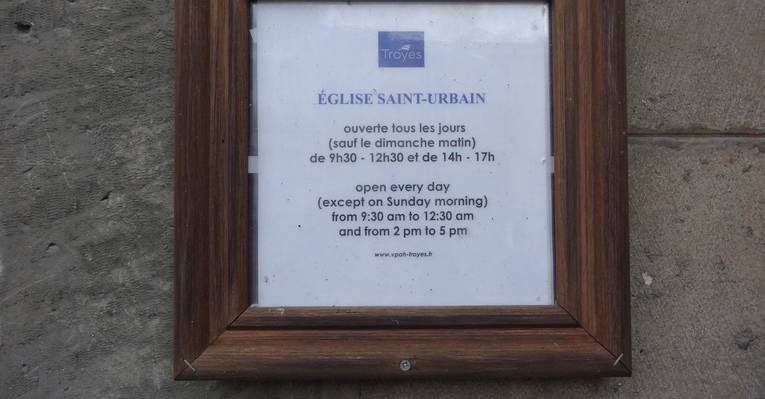 Troyes
ÉGLISE SAINT-URBAIN
ouverte tous les jours
(sauf le dimanche matin)
de 9h30 - 12h30 et de 14h - 17h
open every day
(except on Sunday morning)
from 9:30 am to 12:30 am
and from 2 pm to 5 pm
www.vpah-troyes.fr